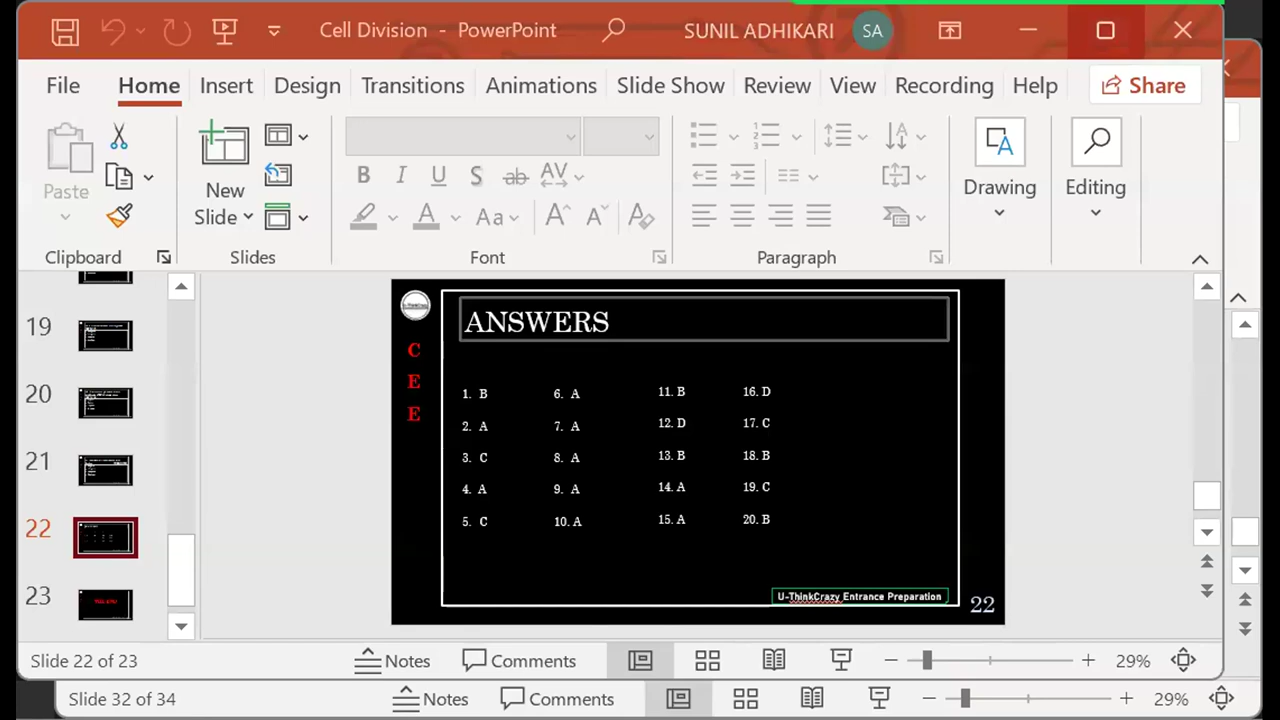 Cell Division - PowerPoint
SUNIL ADHIKARI
SA
File
Home
Insert
Design
Transitions
Animations
Slide Show
Review
View
Recording
Help
Share
Paste
New
Slide
Drawing
Editing
Clipboard
Slides
Font
Paragraph
19
20
21
22
23
C
E
E
ANSWERS
1. B
2. A
3. C
4. A
5. C
6. A
7. A
8. A
9. A
10. A
11. B
12. D
13. B
14. A
15. A
16. D
17. C
18. B
19. C
20. B
U-ThinkCrazy Entrance Preparation
22
Slide 22 of 23
Notes
Comments
29%
Slide 32 of 34
Notes
Comments
29%